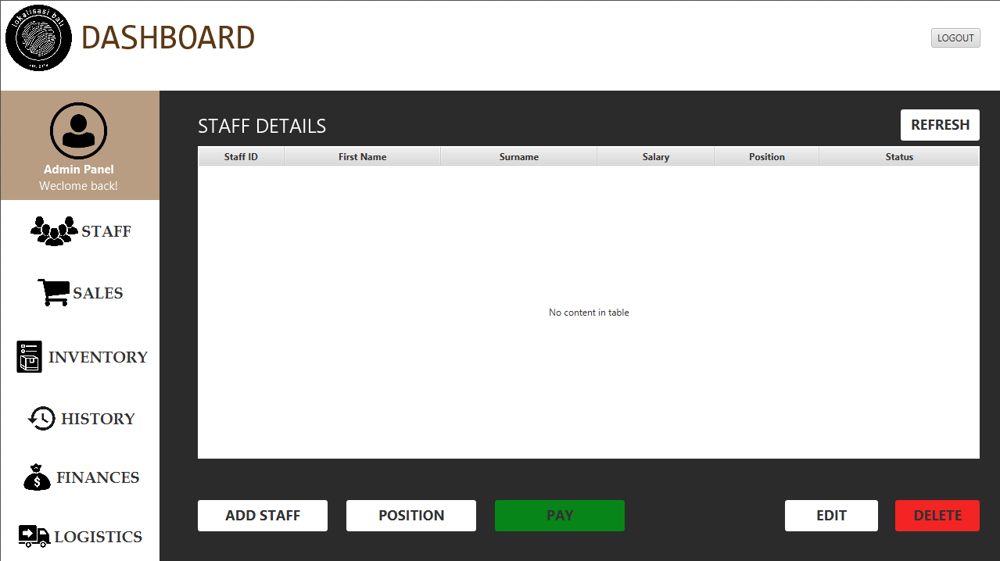 lokalisasi bali
DASHBOARD
LOGOUT
Admin Panel
Weclome back!
STAFF
SALES
INVENTORY
HISTORY
FINANCES
LOGISTICS
STAFF DETAILS
REFRESH
Staff ID First Name Surname Salary Position Status
No content in table
ADD STAFF POSITION PAY EDIT DELETE